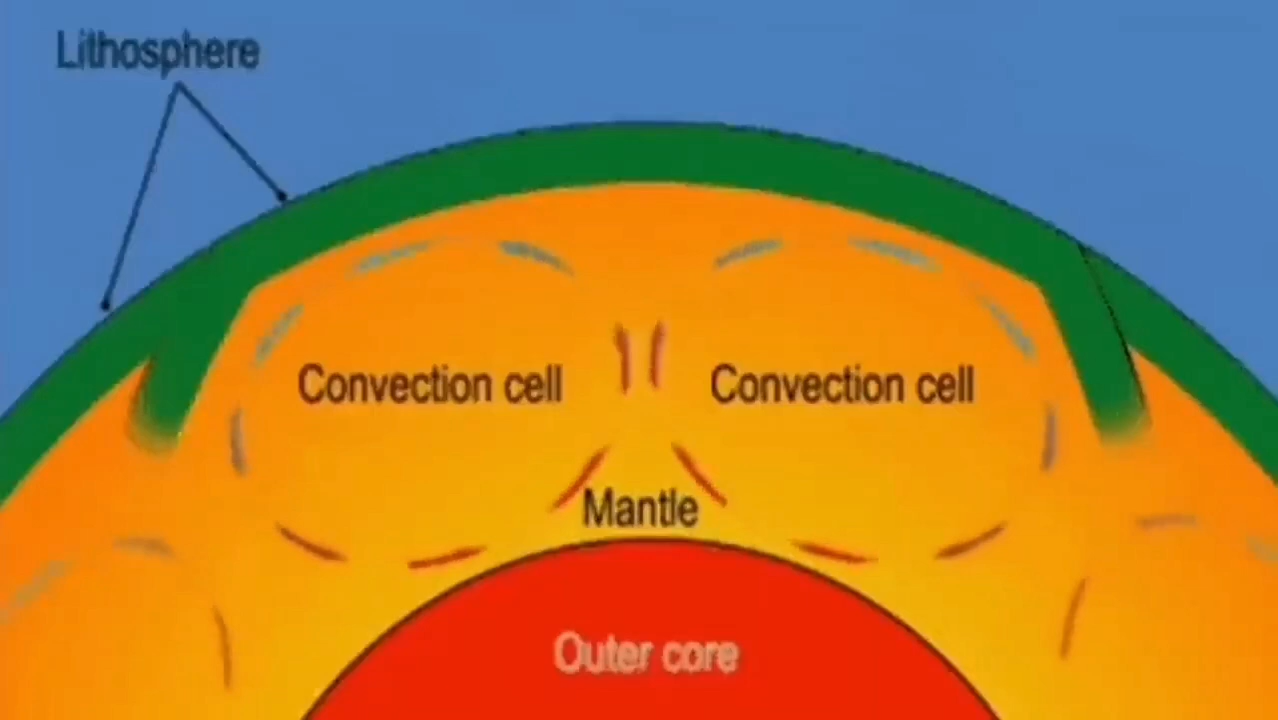 Lithosphere
Convection cell
Convection cell
Mantle
Outer core